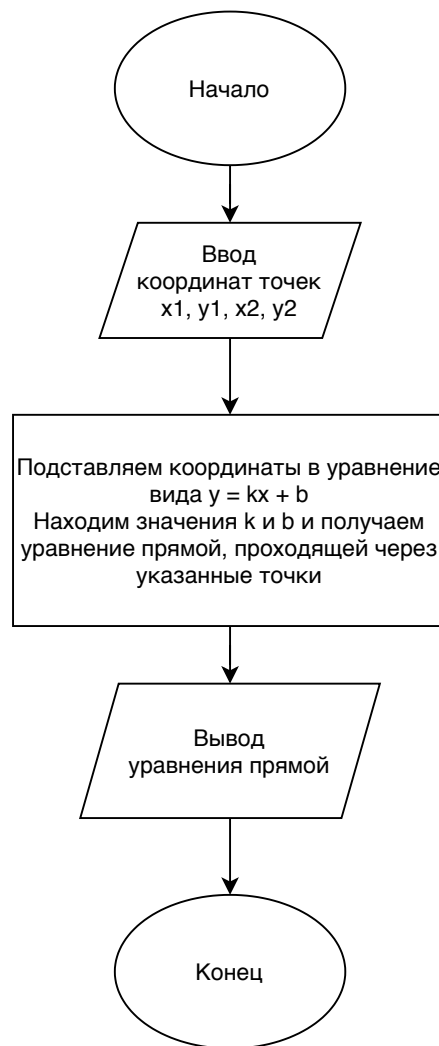 Начало
Ввод
координат точек
x1, y1, x2, y2
Подставляем координаты в уравнение
вида y = kx + b
Находим значения k и b и получаем
уравнение прямой, проходящей через
указанные точки
Вывод
уравнения прямой
Конец